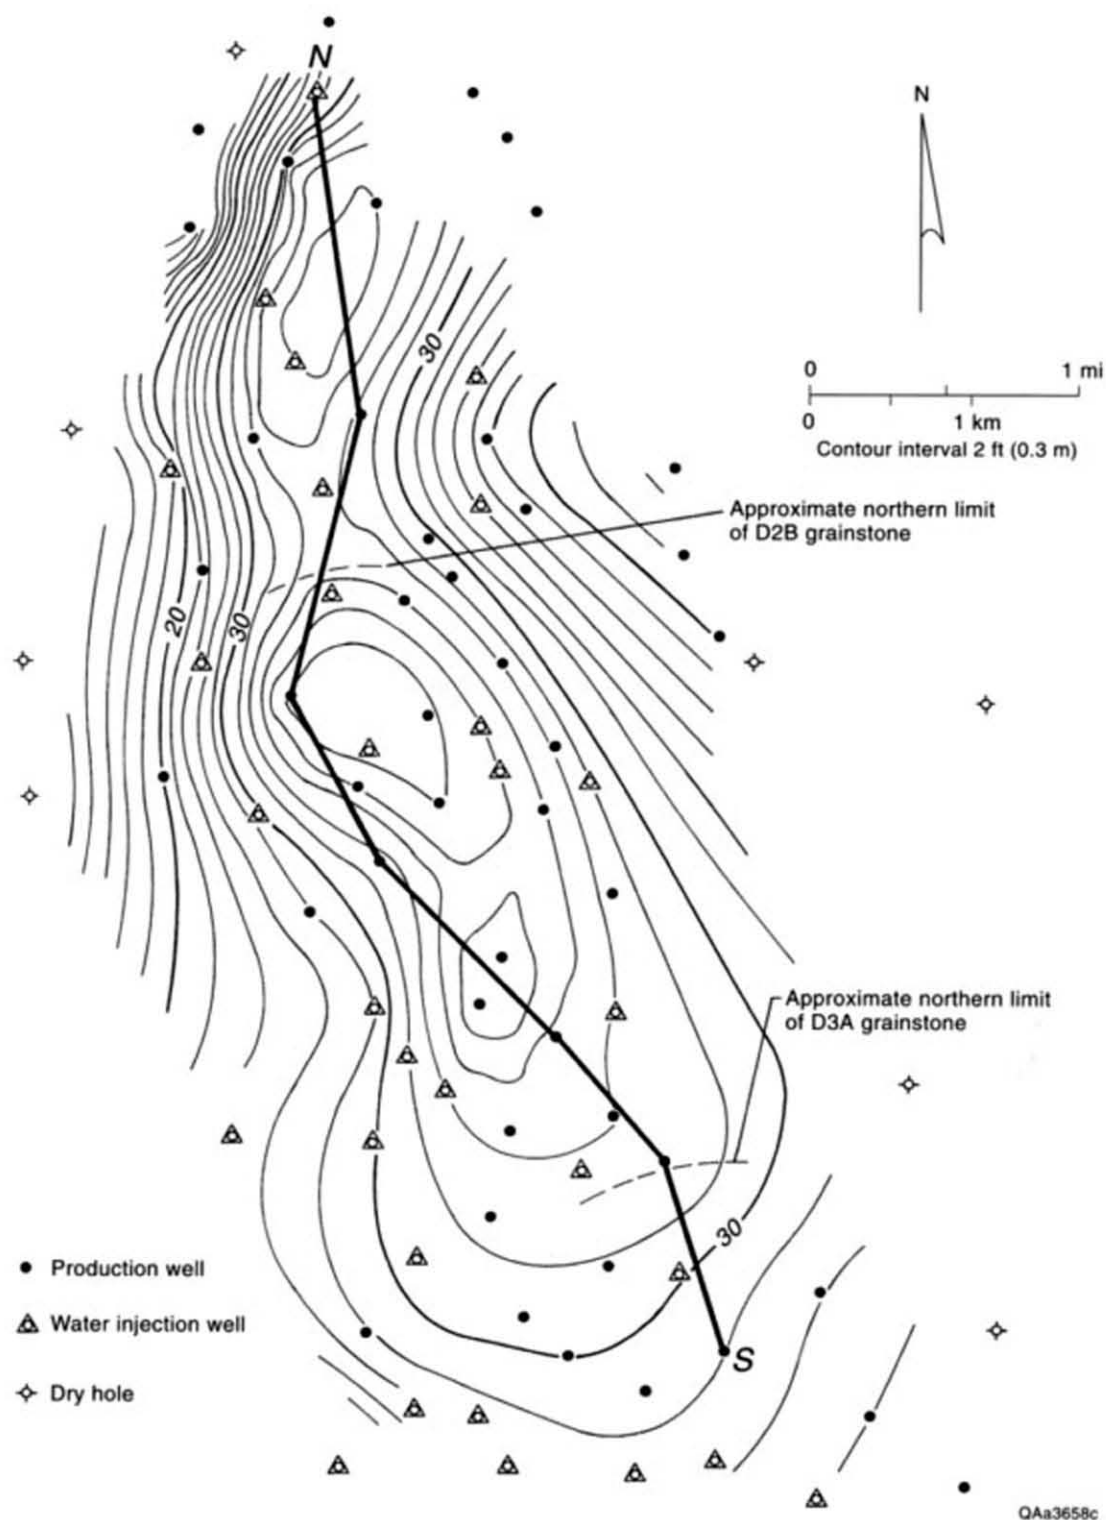 N
N
30
0 1 mi
0 1 km
Contour interval 2 ft (0.3 m)
Approximate northern limit
of D2B grainstone
20
30
Approximate northern limit
of D3A grainstone
30
Production well
Water injection well
S
Dry hole
QAa3658c